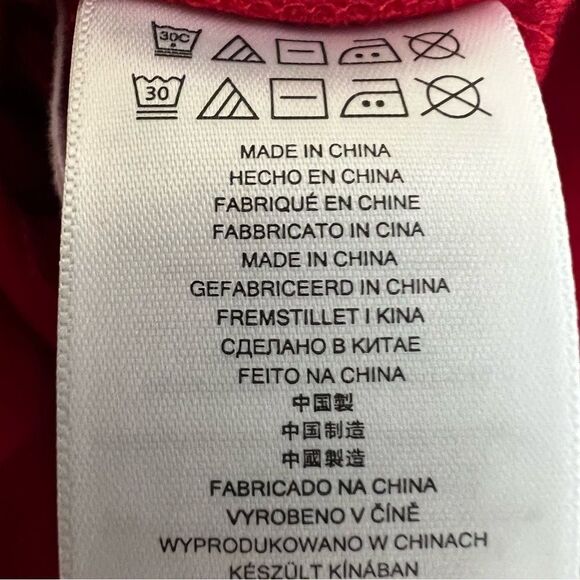 30C
30
MADE IN CHINA
HECHO EN CHINA
FABRIQUÉ EN CHINE
FABBRICATO IN CINA
MADE IN CHINA
GEFABRICEERD IN CHINA
FREMSTILLET I KINA
СДЕЛАНО В КИТАЕ
FEITO NA CHINA
中国製
中国制造
中國製造
FABRICADO NA CHINA
VYROBENO V ČÍNĚ
WYPRODUKOWANO W CHINACH
KÉSZÜLT KÍNÁBAN